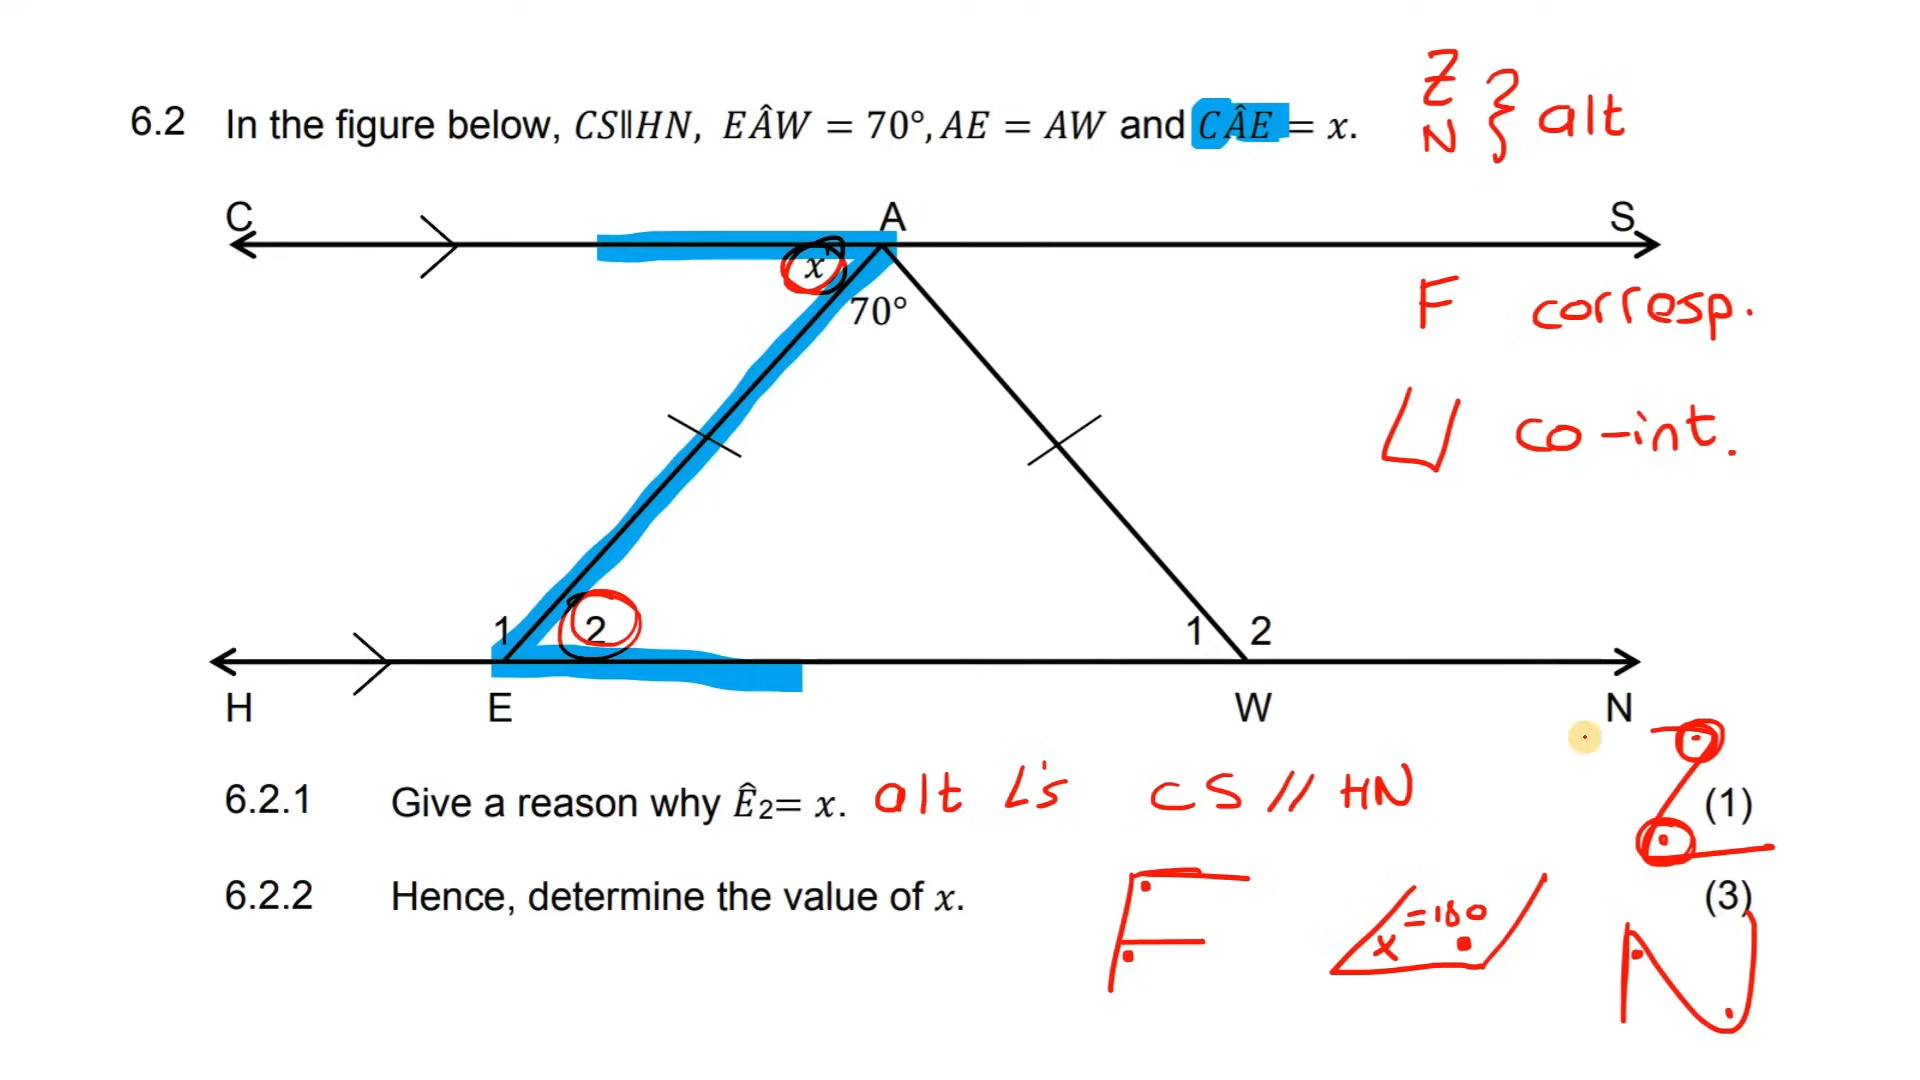 6.2 In the figure below, CS∥HN, EÂW = 70°, AE = AW and CÂE = x.
Z
N } alt
C A S
x
70°
F corresp.
⊔ co-int.
1 2 1 2
H E W N
6.2.1 Give a reason why Ê₂= x. alt ∠'s CS // HN (1)
6.2.2 Hence, determine the value of x. (3)
F x =180 N